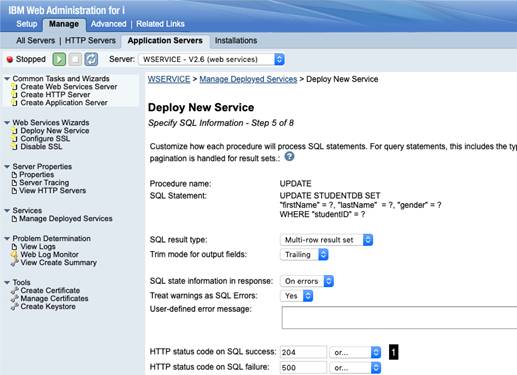 IBM Web Administration for i
Setup Manage Advanced | Related Links
All Servers | HTTP Servers Application Servers Installations
Stopped Server: WSERVICE - V2.6 (web services)
Common Tasks and Wizards
Create Web Services Server
Create HTTP Server
Create Application Server
Web Services Wizards
Deploy New Service
Configure SSL
Disable SSL
Server Properties
Properties
Server Tracing
View HTTP Servers
Services
Manage Deployed Services
Problem Determination
View Logs
Web Log Monitor
View Create Summary
Tools
Create Certificate
Manage Certificates
Create Keystore
WSERVICE > Manage Deployed Services > Deploy New Service
Deploy New Service
Specify SQL Information - Step 5 of 8
Customize how each procedure will process SQL statements. For query statements, this includes the typ
pagination is handled for result sets.: ?
Procedure name: UPDATE
SQL Statement: UPDATE STUDENTDB SET
"firstName" = ?, "lastName" = ?, "gender" = ?
WHERE "studentID" = ?
SQL result type: Multi-row result set
Trim mode for output fields: Trailing
SQL state information in response: On errors
Treat warnings as SQL Errors: Yes
User-defined error message:
HTTP status code on SQL success: 204 or... 1
HTTP status code on SQL failure: 500 or...